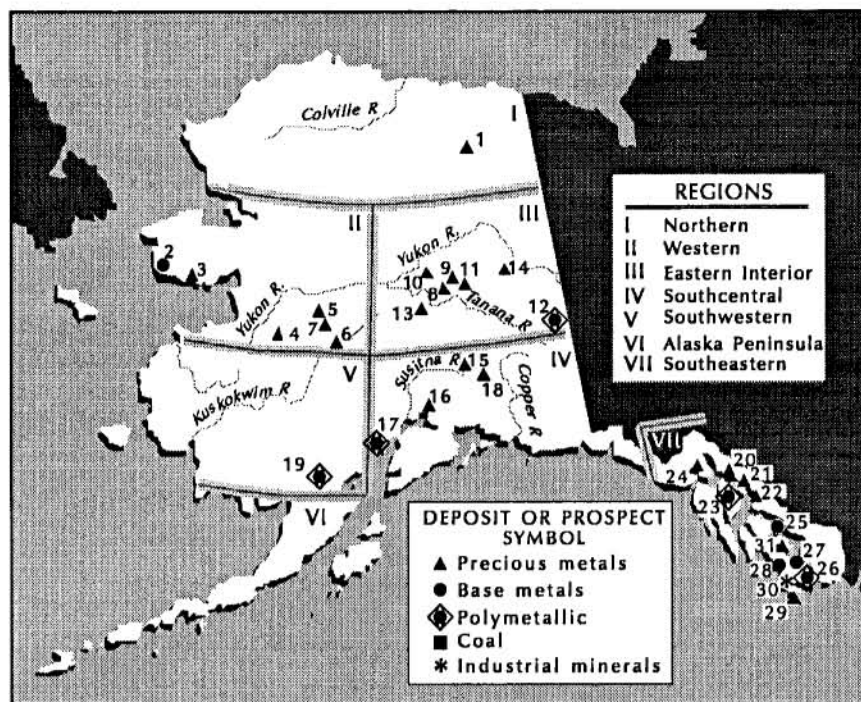 Colville R
I
1
II
III
REGIONS
I Northern
II Western
III Eastern Interior
IV Southcentral
V Southwestern
VI Alaska Peninsula
VII Southeastern
2
3
Yukon R.
9
11
14
10
8
Yukon R.
5
7
4
6
13
Tanana R
12
V
IV
Susitna R
15
18
Copper R
Kuskokwim R
16
17
19
VI
VII
20
21
24
22
23
25
31
27
28
26
30
29
DEPOSIT OR PROSPECT
SYMBOL
▲ Precious metals
● Base metals
Polymetallic
■ Coal
* Industrial minerals